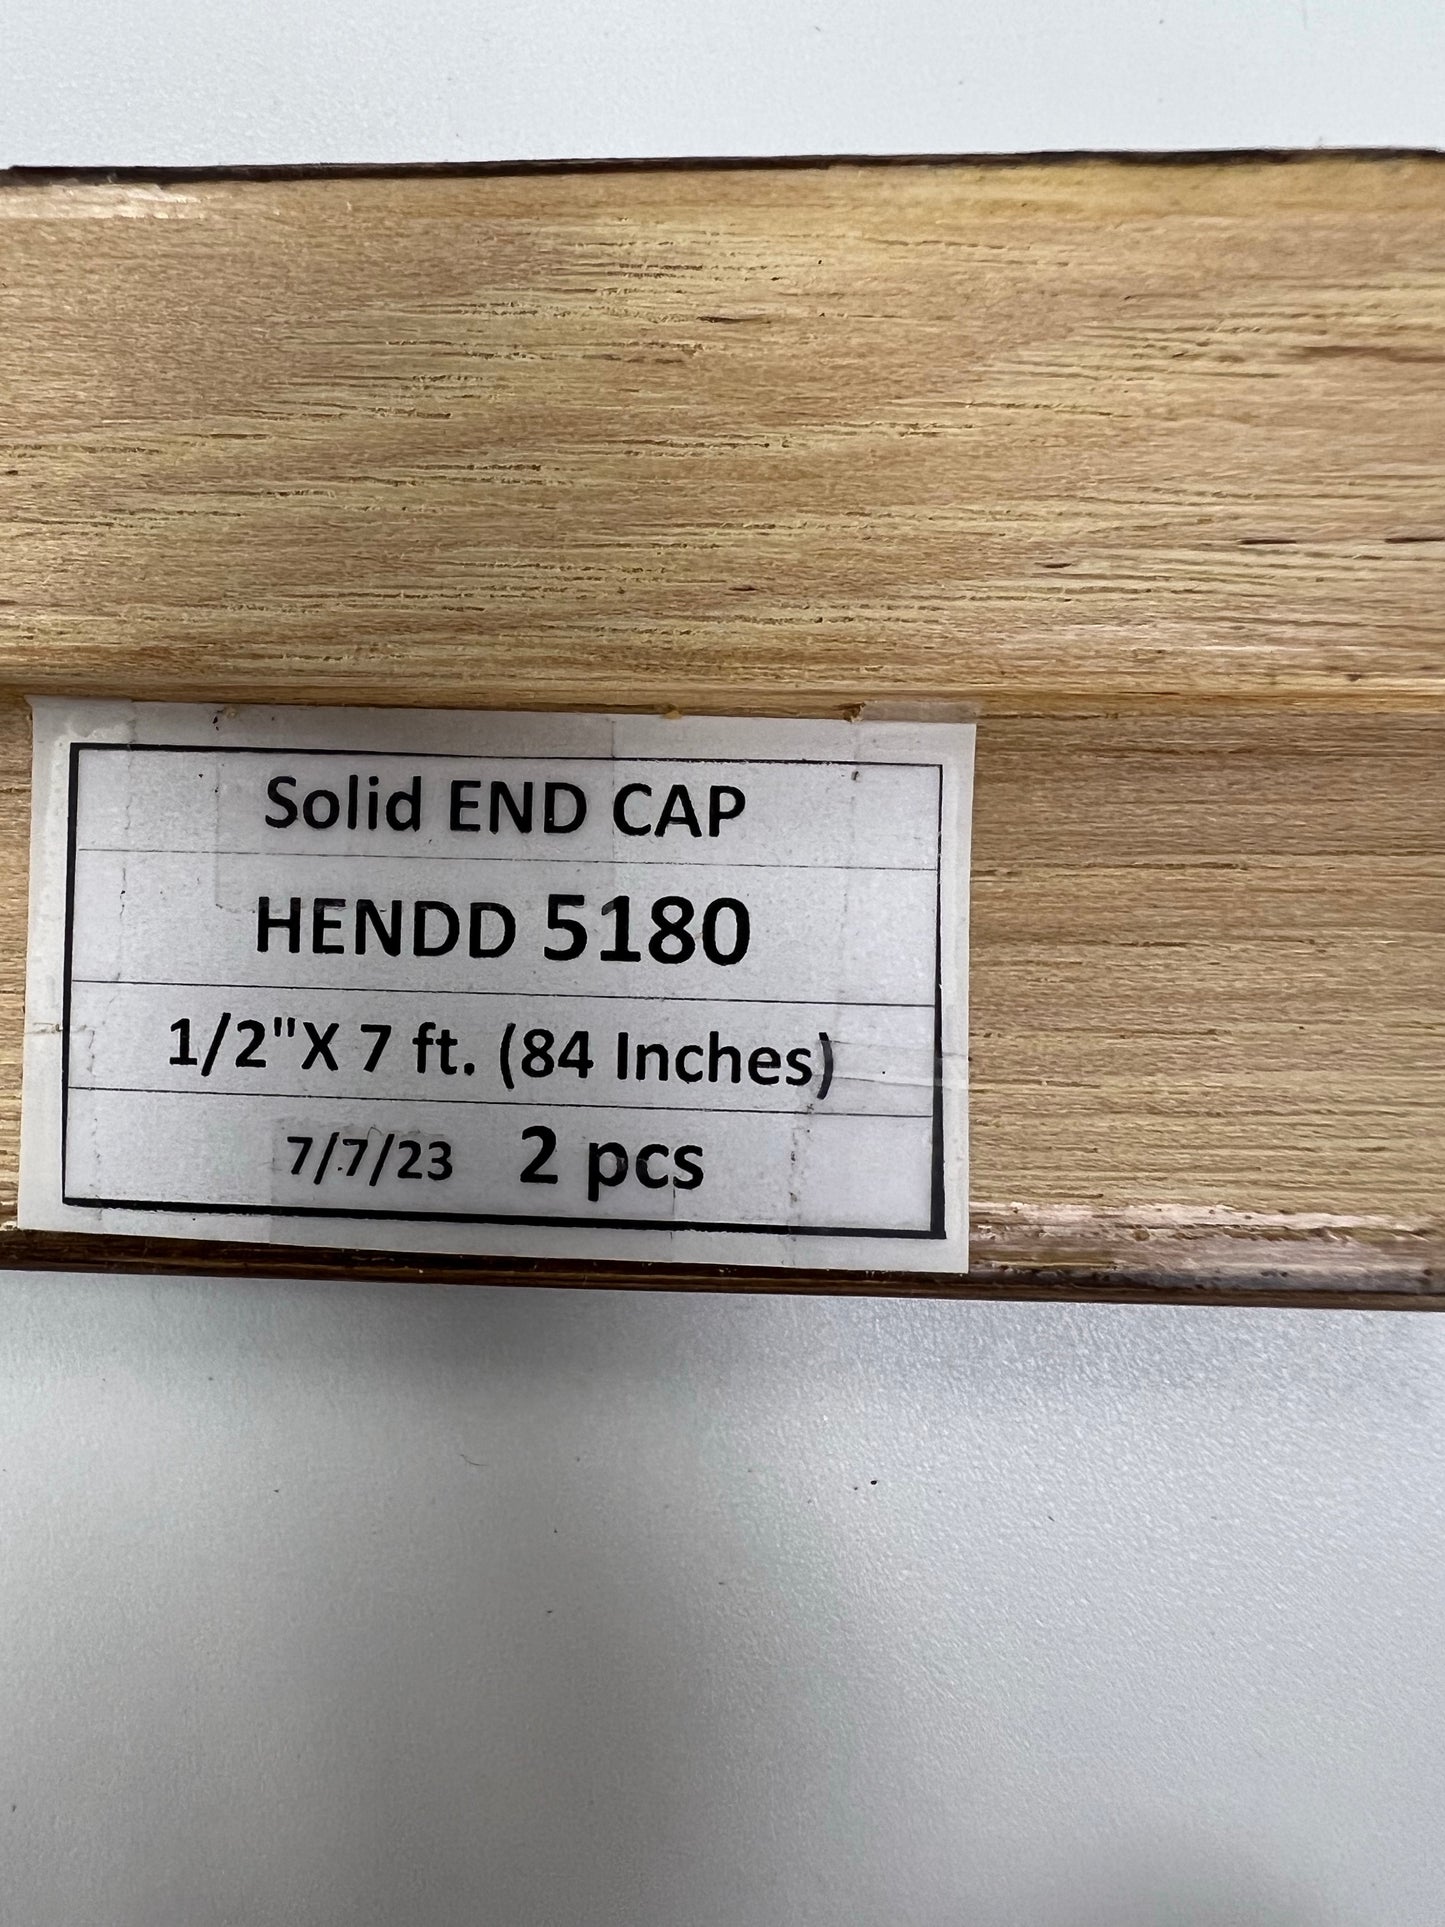 Solid END CAP
HENDD 5180
1/2"X 7 ft. (84 Inches)
7/7/23 2 pcs